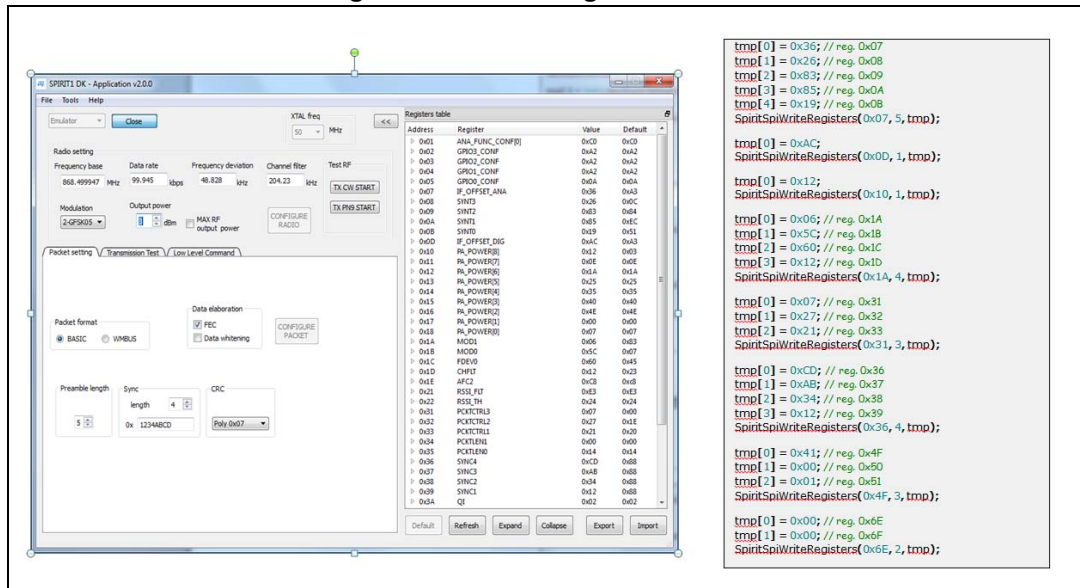 SPIRIT1 DK - Application v2.0.0
File Tools Help
Emulator Close
XTAL freq
50 MHz
<<
Radio setting
Frequency base Data rate Frequency deviation Channel filter
868.499947 MHz 99.945 kbps 48.828 kHz 204.23 kHz
Modulation Output power
2-GFSK05 dBm MAX RF output power CONFIGURE RADIO
Test RF
TX CW START
TX PN9 START
Packet setting Transmission Test Low Level Command
Packet format
BASIC WMBUS
Data elaboration
FEC
Data whitening
CONFIGURE PACKET
Preamble length
5
Sync
length 4
0x 1234ABCD
CRC
Poly 0x07
Registers table
Address Register Value Default
0x01 ANA_FUNC_CONF[0] 0xC0 0xC0
0x02 GPIO3_CONF 0xA2 0xA2
0x03 GPIO2_CONF 0xA2 0xA2
0x04 GPIO1_CONF 0xA2 0xA2
0x05 GPIO0_CONF 0x0A 0x0A
0x07 IF_OFFSET_ANA 0x36 0xA3
0x08 SYNT3 0x26 0x0C
0x09 SYNT2 0x83 0x84
0x0A SYNT1 0x85 0xEC
0x0B SYNT0 0x19 0x51
0x0D IF_OFFSET_DIG 0xAC 0xA3
0x10 PA_POWER[8] 0x12 0x03
0x11 PA_POWER[7] 0x0E 0x0E
0x12 PA_POWER[6] 0x1A 0x1A
0x13 PA_POWER[5] 0x25 0x25
0x14 PA_POWER[4] 0x35 0x35
0x15 PA_POWER[3] 0x40 0x40
0x16 PA_POWER[2] 0x4E 0x4E
0x17 PA_POWER[1] 0x00 0x00
0x18 PA_POWER[0] 0x07 0x07
0x1A MOD1 0x06 0x83
0x1B MOD0 0x5C 0x07
0x1C FDEV0 0x60 0x45
0x1D CHFLT 0x12 0x23
0x1E AFC2 0xC8 0xc8
0x21 RSSI_FLT 0xE3 0xE3
0x22 RSSI_TH 0x24 0x24
0x31 PCKTCTRL3 0x07 0x00
0x32 PCKTCTRL2 0x27 0x1E
0x33 PCKTCTRL1 0x21 0x20
0x34 PCKTLEN1 0x00 0x00
0x35 PCKTLEN0 0x14 0x14
0x36 SYNC4 0xCD 0x88
0x37 SYNC3 0xAB 0x88
0x38 SYNC2 0x34 0x88
0x39 SYNC1 0x12 0x88
0x3A QI 0x02 0x02
Default Refresh Expand Collapse Export Import
tmp[0] = 0x36; // reg. 0x07
tmp[1] = 0x26; // reg. 0x08
tmp[2] = 0x83; // reg. 0x09
tmp[3] = 0x85; // reg. 0x0A
tmp[4] = 0x19; // reg. 0x0B
SpiritSpiWriteRegisters(0x07, 5, tmp);
tmp[0] = 0xAC;
SpiritSpiWriteRegisters(0x0D, 1, tmp);
tmp[0] = 0x12;
SpiritSpiWriteRegisters(0x10, 1, tmp);
tmp[0] = 0x06; // reg. 0x1A
tmp[1] = 0x5C; // reg. 0x1B
tmp[2] = 0x60; // reg. 0x1C
tmp[3] = 0x12; // reg. 0x1D
SpiritSpiWriteRegisters(0x1A, 4, tmp);
tmp[0] = 0x07; // reg. 0x31
tmp[1] = 0x27; // reg. 0x32
tmp[2] = 0x21; // reg. 0x33
SpiritSpiWriteRegisters(0x31, 3, tmp);
tmp[0] = 0xCD; // reg. 0x36
tmp[1] = 0xAB; // reg. 0x37
tmp[2] = 0x34; // reg. 0x38
tmp[3] = 0x12; // reg. 0x39
SpiritSpiWriteRegisters(0x36, 4, tmp);
tmp[0] = 0x41; // reg. 0x4F
tmp[1] = 0x00; // reg. 0x50
tmp[2] = 0x01; // reg. 0x51
SpiritSpiWriteRegisters(0x4F, 3, tmp);
tmp[0] = 0x00; // reg. 0x6E
tmp[1] = 0x00; // reg. 0x6F
SpiritSpiWriteRegisters(0x6E, 2, tmp);